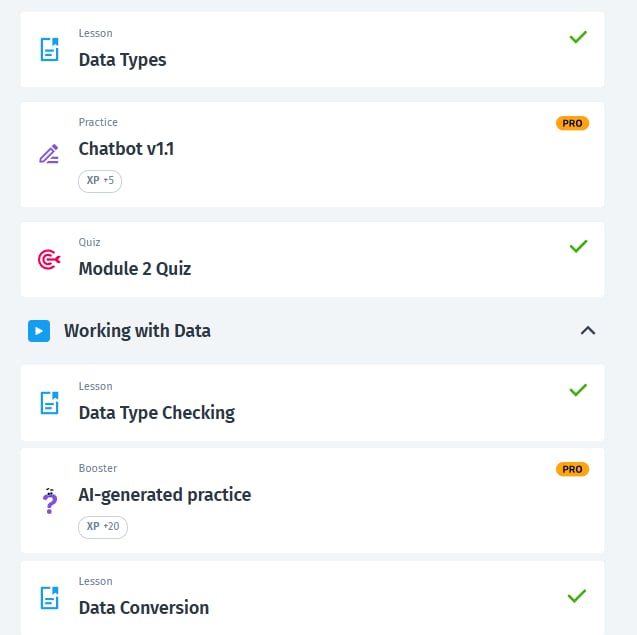 Lesson
Data Types
Practice
PRO
Chatbot v1.1
XP +5
Quiz
Module 2 Quiz
Working with Data
Lesson
Data Type Checking
Booster
PRO
AI-generated practice
XP +20
Lesson
Data Conversion